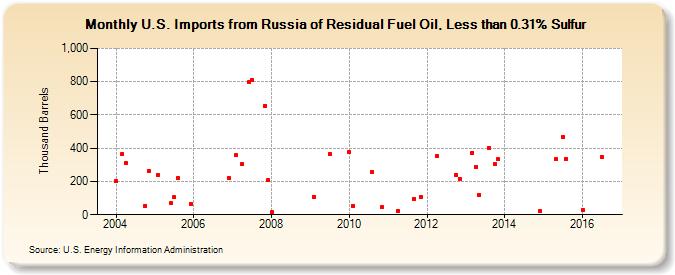 Monthly U.S. Imports from Russia of Residual Fuel Oil, Less than 0.31% Sulfur
Thousand Barrels
1,000
800
600
400
200
0
2004 2006 2008 2010 2012 2014 2016
Source: U.S. Energy Information Administration